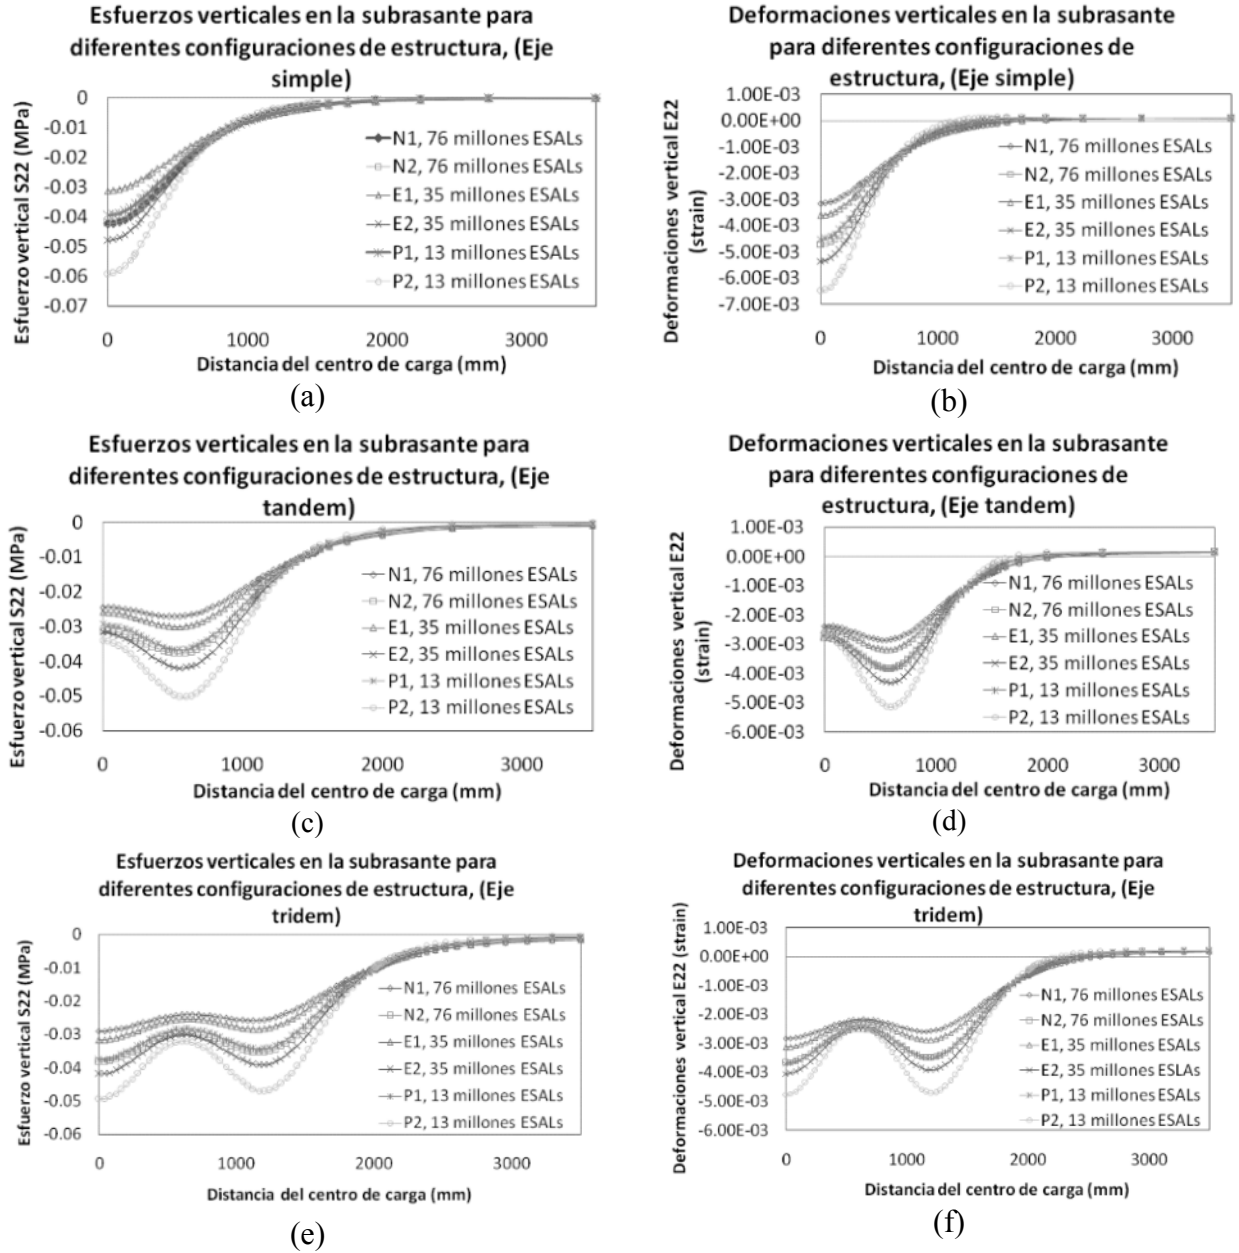 Esfuerzos verticales en la subrasante para
diferentes configuraciones de estructura, (Eje
simple)
Esfuerzo vertical S22 (MPa)
0
-0.01
-0.02
-0.03
-0.04
-0.05
-0.06
-0.07
N1, 76 millones ESALs
N2, 76 millones ESALs
E1, 35 millones ESALs
E2, 35 millones ESALs
P1, 13 millones ESALs
P2, 13 millones ESALs
0 1000 2000 3000
Distancia del centro de carga (mm)
(a)
Deformaciones verticales en la subrasante
para diferentes configuraciones de
estructura, (Eje simple)
Deformaciones vertical E22
(strain)
1.00E-03
0.00E+00
-1.00E-03
-2.00E-03
-3.00E-03
-4.00E-03
-5.00E-03
-6.00E-03
-7.00E-03
N1, 76 millones ESALs
N2, 76 millones ESALs
E1, 35 millones ESALs
E2, 35 millones ESALs
P1, 13 millones ESALs
P2, 13 millones ESALs
0 1000 2000 3000
Distancia del centro de carga (mm)
(b)
Esfuerzos verticales en la subrasante para
diferentes configuraciones de estructura, (Eje
tandem)
Esfuerzo vertical S22 (MPa)
0
-0.01
-0.02
-0.03
-0.04
-0.05
-0.06
N1, 76 millones ESALs
N2, 76 millones ESALs
E1, 35 millones ESALs
E2, 35 millones ESALs
P1, 13 millones ESALs
P2, 13 millones ESALs
0 1000 2000 3000
Distancia del centro de carga (mm)
(c)
Deformaciones verticales en la subrasante
para diferentes configuraciones de
estructura, (Eje tandem)
Deformaciones vertical E22
(strain)
1.00E-03
0.00E+00
-1.00E-03
-2.00E-03
-3.00E-03
-4.00E-03
-5.00E-03
-6.00E-03
N1, 76 millones ESALs
N2, 76 millones ESALs
E1, 35 millones ESALs
E2, 35 millones ESALs
P1, 13 millones ESALs
P2, 13 millones ESALs
0 1000 2000 3000
Distancia del centro de carga (mm)
(d)
Esfuerzos verticales en la subrasante para
diferentes configuraciones de estructura, (Eje
tridem)
Esfuerzo vertical S22 (MPa)
0
-0.01
-0.02
-0.03
-0.04
-0.05
-0.06
N1, 76 millones ESALs
N2, 76 millones ESALs
E1, 35 millones ESALs
E2, 35 millones ESALs
P1, 13 millones ESALs
P2, 13 millones ESALs
0 1000 2000 3000
Distancia del centro de carga (mm)
(e)
Deformaciones verticales en la subrasante para
diferentes configuraciones de estructura, (Eje
tridem)
Deformaciones vertical E22 (strain)
1.00E-03
0.00E+00
-1.00E-03
-2.00E-03
-3.00E-03
-4.00E-03
-5.00E-03
-6.00E-03
N1, 76 millones ESALs
N2, 76 millones ESALs
E1, 35 millones ESALs
E2, 35 millones ESLAs
P1, 13 millones ESALs
P2, 13 millones ESALs
0 1000 2000 3000
Distancia del centro de carga (mm)
(f)